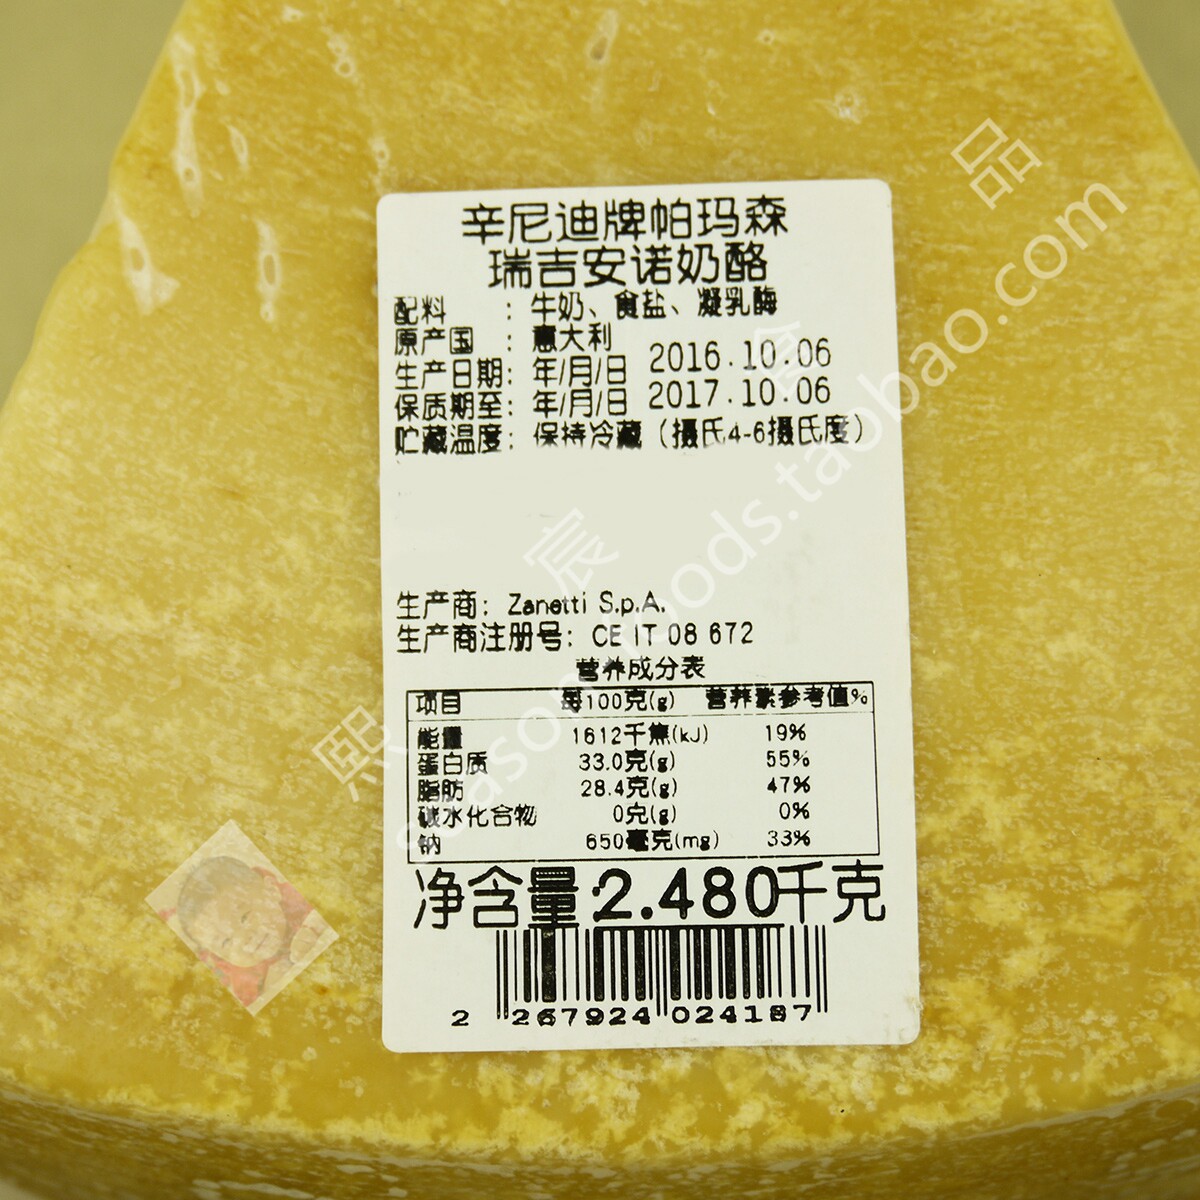 辛尼迪牌帕玛森
瑞吉安诺奶酪
配料 : 牛奶、食盐、凝乳酶
原产国 : 意大利
生产日期: 年/月/日 2016.10.06
保质期至: 年/月/日 2017.10.06
贮藏温度: 保持冷藏（摄氏4-6摄氏度）
生产商: Zanetti S.p.A.
生产商注册号: CE IT 08 672
营养成分表
项目 每100克(g) 营养素参考值%
能量 1612千焦(kJ) 19%
蛋白质 33.0克(g) 55%
脂肪 28.4克(g) 47%
碳水化合物 0克(g) 0%
钠 650毫克(mg) 33%
净含量:2.480千克
2 267924 024187
熙宸食品
seasonfoods.taobao.com